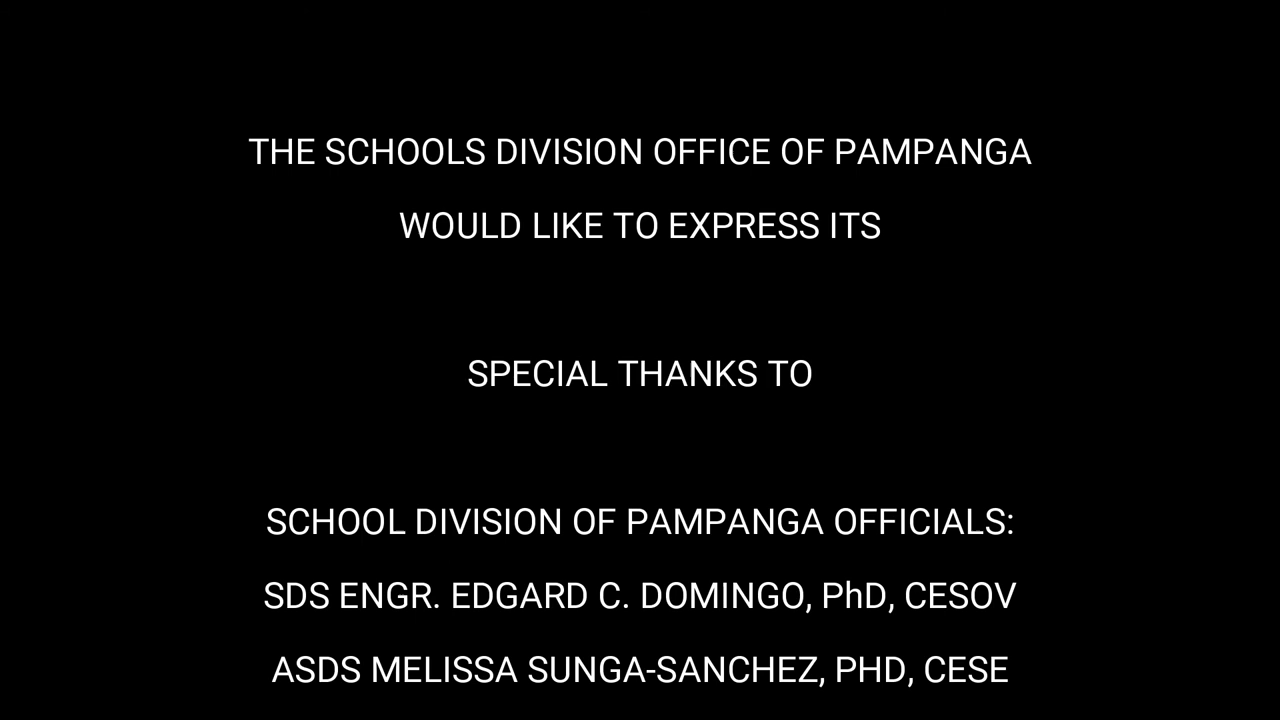 THE SCHOOLS DIVISION OFFICE OF PAMPANGA
WOULD LIKE TO EXPRESS ITS
SPECIAL THANKS TO
SCHOOL DIVISION OF PAMPANGA OFFICIALS:
SDS ENGR. EDGARD C. DOMINGO, PhD, CESOV
ASDS MELISSA SUNGA-SANCHEZ, PHD, CESE